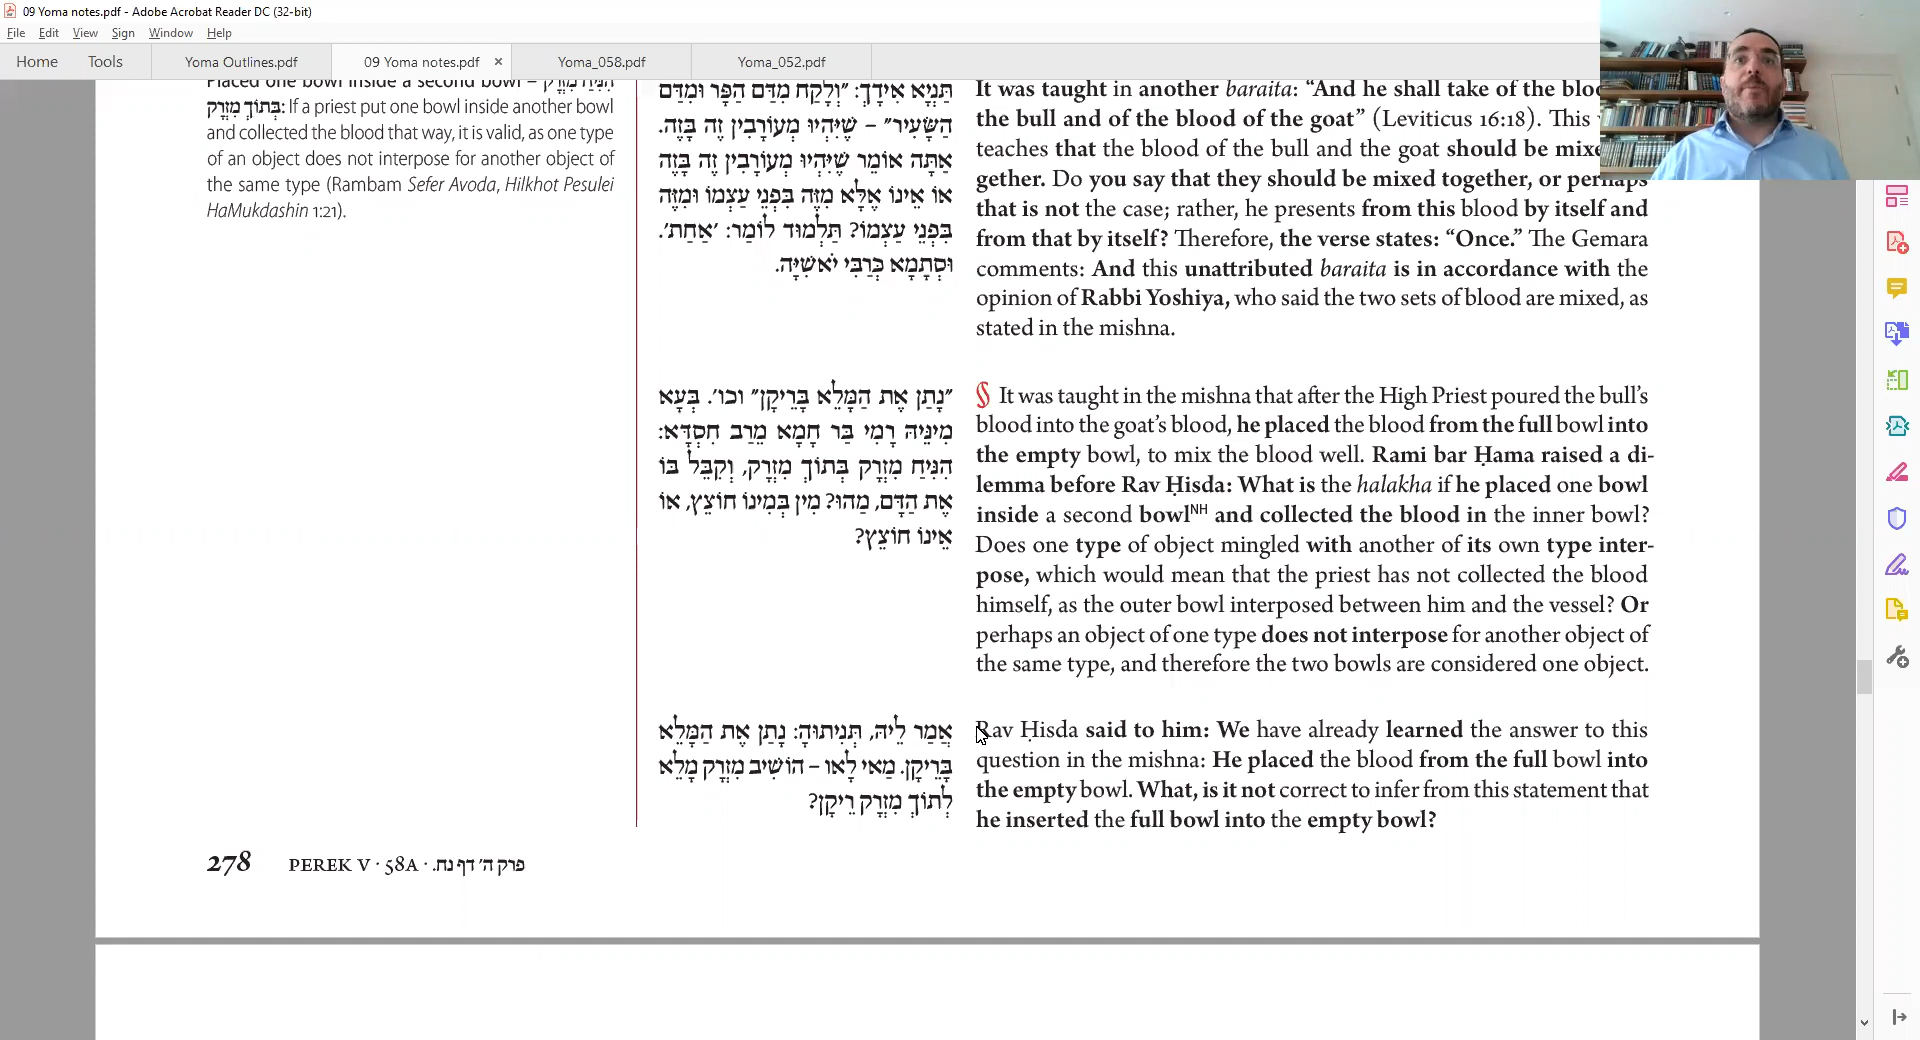 09 Yoma notes.pdf - Adobe Acrobat Reader DC (32-bit)
File Edit View Sign Window Help
Home Tools Yoma Outlines.pdf 09 Yoma notes.pdf × Yoma_058.pdf Yoma_052.pdf
Placed one bowl inside a second bowl – הִנִּיחַ מִזְרָק
בְּתוֹךְ מִזְרָק: If a priest put one bowl inside another bowl
and collected the blood that way, it is valid, as one type
of an object does not interpose for another object of
the same type (Rambam Sefer Avoda, Hilkhot Pesulei
HaMukdashin 1:21).
תַּנְיָא אִידָךְ: ״וְלָקַח מִדַּם הַפָּר וּמִדַּם
הַשָּׂעִיר״ – שֶׁיִּהְיוּ מְעוֹרָבִין זֶה בָּזֶה.
אַתָּה אוֹמֵר שֶׁיִּהְיוּ מְעוֹרָבִין זֶה בָּזֶה
אוֹ אֵינוֹ אֶלָּא מִזֶּה בִּפְנֵי עַצְמוֹ וּמִזֶּה
בִּפְנֵי עַצְמוֹ? תַּלְמוּד לוֹמַר: ׳אַחַת׳.
וּסְתָמָא כְּרַבִּי יֹאשִׁיָּה.
It was taught in another baraita: “And he shall take of the
the bull and of the blood of the goat” (Leviticus 16:18). This
teaches that the blood of the bull and the goat should be
gether. Do you say that they should be mixed together, or perhaps
that is not the case; rather, he presents from this blood by itself and
from that by itself? Therefore, the verse states: “Once.” The Gemara
comments: And this unattributed baraita is in accordance with the
opinion of Rabbi Yoshiya, who said the two sets of blood are mixed, as
stated in the mishna.
״נָתַן אֶת הַמָּלֵא בָּרֵיקָן״ וכו׳. בְּעָא
מִינֵּיהּ רָמִי בַּר חָמָא מֵרַב חִסְדָּא:
הִנִּיחַ מִזְרָק בְּתוֹךְ מִזְרָק, וְקִבֵּל בּוֹ
אֶת הַדָּם, מַהוּ? מִין בְּמִינוֹ חוֹצֵץ, אוֹ
אֵינוֹ חוֹצֵץ?
§ It was taught in the mishna that after the High Priest poured the bull’s
blood into the goat’s blood, he placed the blood from the full bowl into
the empty bowl, to mix the blood well. Rami bar Ḥama raised a di-
lemma before Rav Ḥisda: What is the halakha if he placed one bowl
inside a second bowlNH and collected the blood in the inner bowl?
Does one type of object mingled with another of its own type inter-
pose, which would mean that the priest has not collected the blood
himself, as the outer bowl interposed between him and the vessel? Or
perhaps an object of one type does not interpose for another object of
the same type, and therefore the two bowls are considered one object.
אֲמַר לֵיהּ, תְּנִיתוּהָ: נָתַן אֶת הַמָּלֵא
בָּרֵיקָן. מַאי לָאו – הוֹשִׁיב מִזְרָק מָלֵא
לְתוֹךְ מִזְרָק רֵיקָן?
Rav Ḥisda said to him: We have already learned the answer to this
question in the mishna: He placed the blood from the full bowl into
the empty bowl. What, is it not correct to infer from this statement that
he inserted the full bowl into the empty bowl?
278 PEREK V · 58A · פרק ה׳ דף נח.